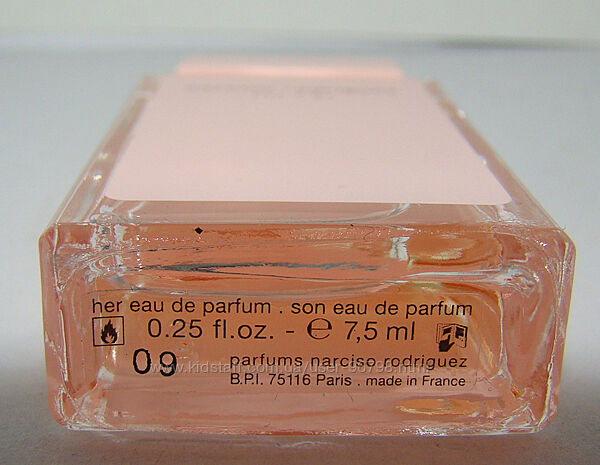 her eau de parfum . son eau de parfum
0.25 fl.oz. - ℮ 7,5 ml
09
parfums narciso rodriguez
B.P.I. 75116 Paris . made in France